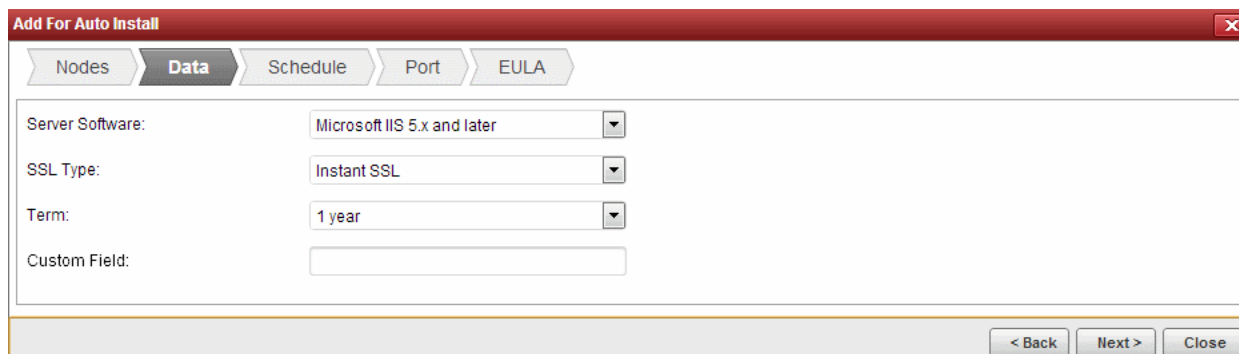 Add For Auto Install
X
Nodes Data Schedule Port EULA
Server Software: Microsoft IIS 5.x and later
SSL Type: Instant SSL
Term: 1 year
Custom Field:
< Back Next > Close